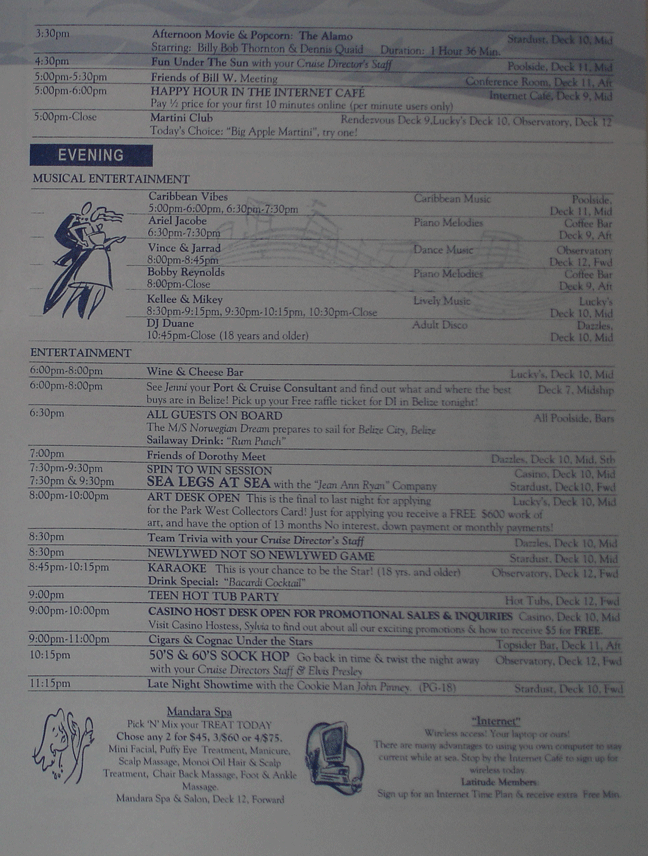 3:30pm Afternoon Movie & Popcorn: The Alamo Stardust, Deck 10, Mid
Starring: Billy Bob Thornton & Dennis Quaid Duration: 1 Hour 36 Min.
4:30pm Fun Under The Sun with your Cruise Director's Staff Poolside, Deck 11, Mid
5:00pm-5:30pm Friends of Bill W. Meeting Conference Room, Deck 11, Aft
5:00pm-6:00pm HAPPY HOUR IN THE INTERNET CAFÉ Internet Café, Deck 9, Mid
Pay ½ price for your first 10 minutes online (per minute users only)
5:00pm-Close Martini Club Rendezvous Deck 9,Lucky's Deck 10, Observatory, Deck 12
Today's Choice: "Big Apple Martini", try one!
EVENING
MUSICAL ENTERTAINMENT
Caribbean Vibes Caribbean Music Poolside,
5:00pm-6:00pm, 6:30pm-7:30pm Deck 11, Mid
Ariel Jacobe Piano Melodies Coffee Bar
6:30pm-7:30pm Deck 9, Aft
Vince & Jarrad Dance Music Observatory
8:00pm-8:45pm Deck 12, Fwd
Bobby Reynolds Piano Melodies Coffee Bar
8:00pm-Close Deck 9, Aft
Kellee & Mikey Lively Music Lucky's
8:30pm-9:15pm, 9:30pm-10:15pm, 10:30pm-Close Deck 10, Mid
DJ Duane Adult Disco Dazzles,
10:45pm-Close (18 years and older) Deck 10, Mid
ENTERTAINMENT
6:00pm-8:00pm Wine & Cheese Bar Lucky's, Deck 10, Mid
6:00pm-8:00pm See Jenni your Port & Cruise Consultant and find out what and where the best Deck 7, Midship
buys are in Belize! Pick up your Free raffle ticket for DI in Belize tonight!
6:30pm ALL GUESTS ON BOARD All Poolside, Bars
The M/S Norwegian Dream prepares to sail for Belize City, Belize
Sailaway Drink: "Rum Punch"
7:00pm Friends of Dorothy Meet Dazzles, Deck 10, Mid, Stb
7:30pm-9:30pm SPIN TO WIN SESSION Casino, Deck 10, Mid
7:30pm & 9:30pm SEA LEGS AT SEA with the "Jean Ann Ryan" Company Stardust, Deck10, Fwd
8:00pm-10:00pm ART DESK OPEN This is the final to last night for applying Lucky's, Deck 10, Mid
for the Park West Collectors Card! Just for applying you receive a FREE $600 work of
art, and have the option of 13 months No interest, down payment or monthly payments!
8:30pm Team Trivia with your Cruise Director's Staff Dazzles, Deck 10, Mid
8:30pm NEWLYWED NOT SO NEWLYWED GAME Stardust, Deck 10, Mid
8:45pm-10:15pm KARAOKE This is your chance to be the Star! (18 yrs. and older) Observatory, Deck 12, Fwd
Drink Special: "Bacardi Cocktail"
9:00pm TEEN HOT TUB PARTY Hot Tubs, Deck 12, Fwd
9:00pm-10:00pm CASINO HOST DESK OPEN FOR PROMOTIONAL SALES & INQUIRIES Casino, Deck 10, Mid
Visit Casino Hostess, Sylvia to find out about all our exciting promotions & how to receive $5 for FREE.
9:00pm-11:00pm Cigars & Cognac Under the Stars Topsider Bar, Deck 11, Aft
10:15pm 50'S & 60'S SOCK HOP Go back in time & twist the night away Observatory, Deck 12, Fwd
with your Cruise Directors Staff & Elvis Presley
11:15pm Late Night Showtime with the Cookie Man John Pinney. (PG-18) Stardust, Deck 10, Fwd
Mandara Spa
Pick 'N' Mix your TREAT TODAY
Chose any 2 for $45, 3/$60 or 4/$75.
Mini Facial, Puffy Eye Treatment, Manicure,
Scalp Massage, Monoi Oil Hair & Scalp
Treatment, Chair Back Massage, Foot & Ankle
Massage.
Mandara Spa & Salon, Deck 12, Forward
"Internet"
Wireless access! Your laptop or ours!
There are many advantages to using you own computer to stay
current while at sea. Stop by the Internet Café to sign up for
wireless today.
Latitude Members:
Sign up for an Internet Time Plan & receive extra Free Min.